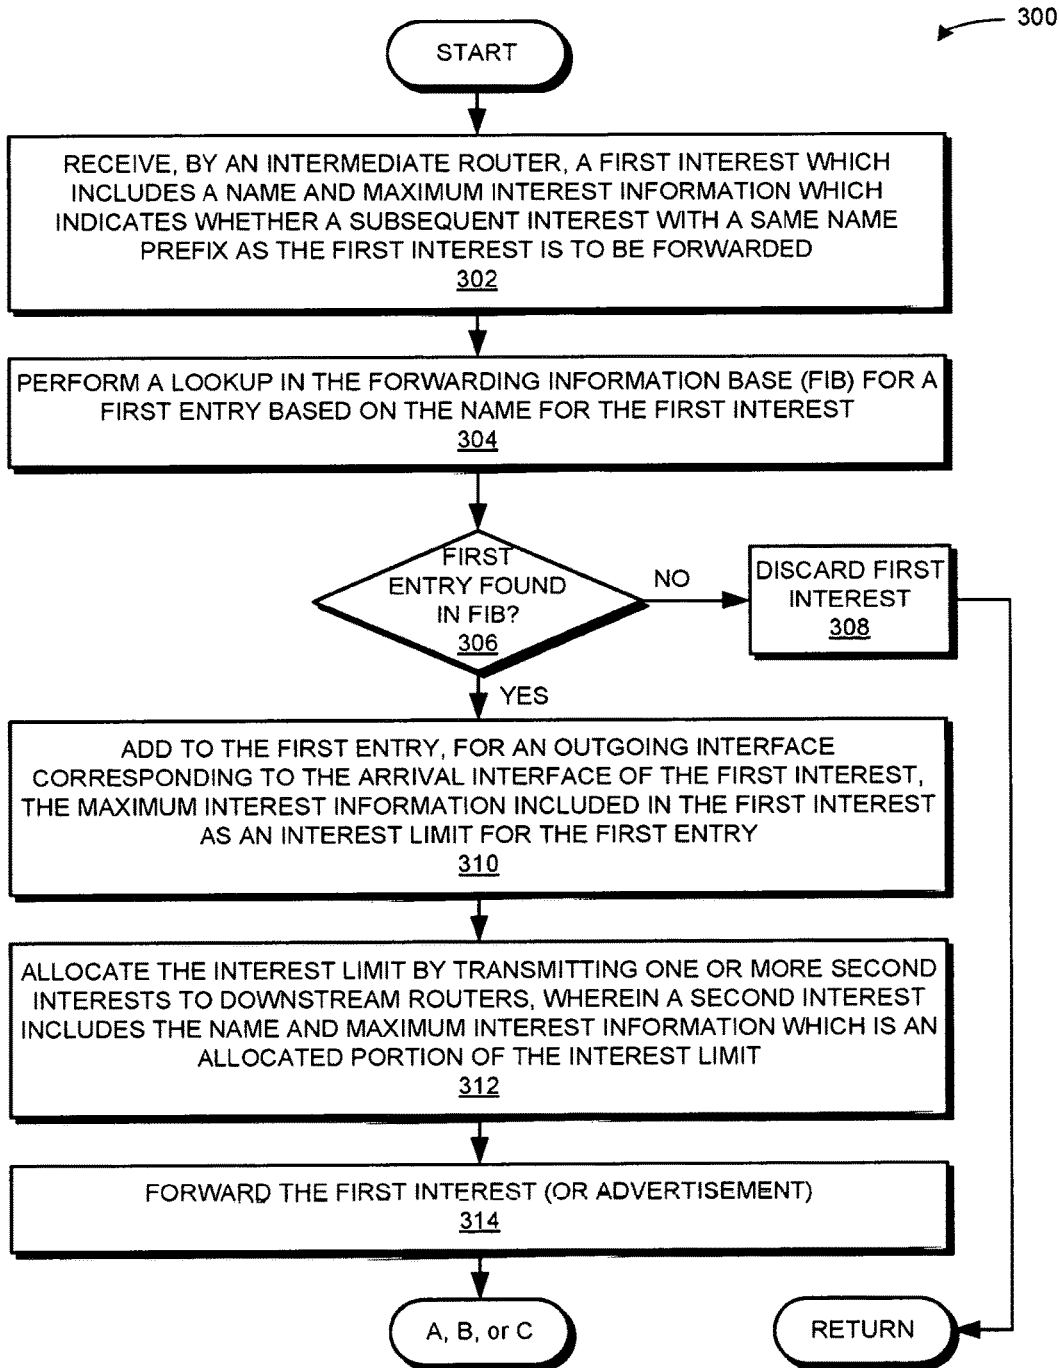 300
START
RECEIVE, BY AN INTERMEDIATE ROUTER, A FIRST INTEREST WHICH
INCLUDES A NAME AND MAXIMUM INTEREST INFORMATION WHICH
INDICATES WHETHER A SUBSEQUENT INTEREST WITH A SAME NAME
PREFIX AS THE FIRST INTEREST IS TO BE FORWARDED
302
PERFORM A LOOKUP IN THE FORWARDING INFORMATION BASE (FIB) FOR A
FIRST ENTRY BASED ON THE NAME FOR THE FIRST INTEREST
304
FIRST
ENTRY FOUND
IN FIB?
306
NO
DISCARD FIRST
INTEREST
308
YES
ADD TO THE FIRST ENTRY, FOR AN OUTGOING INTERFACE
CORRESPONDING TO THE ARRIVAL INTERFACE OF THE FIRST INTEREST,
THE MAXIMUM INTEREST INFORMATION INCLUDED IN THE FIRST INTEREST
AS AN INTEREST LIMIT FOR THE FIRST ENTRY
310
ALLOCATE THE INTEREST LIMIT BY TRANSMITTING ONE OR MORE SECOND
INTERESTS TO DOWNSTREAM ROUTERS, WHEREIN A SECOND INTEREST
INCLUDES THE NAME AND MAXIMUM INTEREST INFORMATION WHICH IS AN
ALLOCATED PORTION OF THE INTEREST LIMIT
312
FORWARD THE FIRST INTEREST (OR ADVERTISEMENT)
314
A, B, or C
RETURN